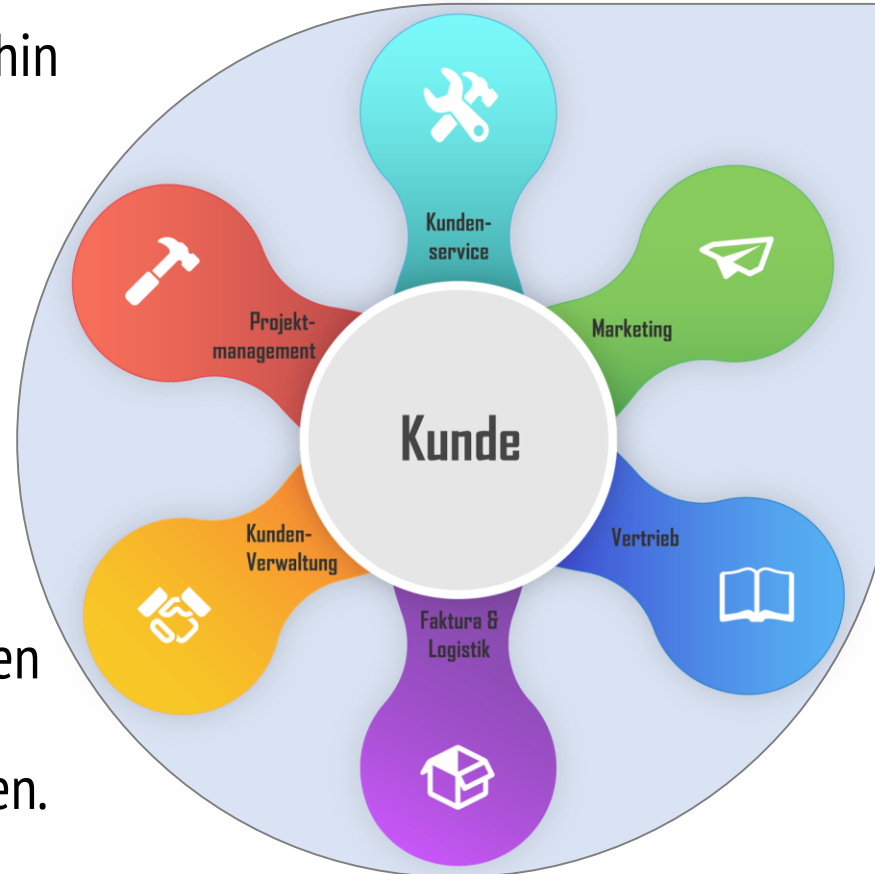 hin
Kunden-
service
Marketing
Projekt-
management
Kunde
Kunden-
Verwaltung
Vertrieb
Faktura &
Logistik
en
en.